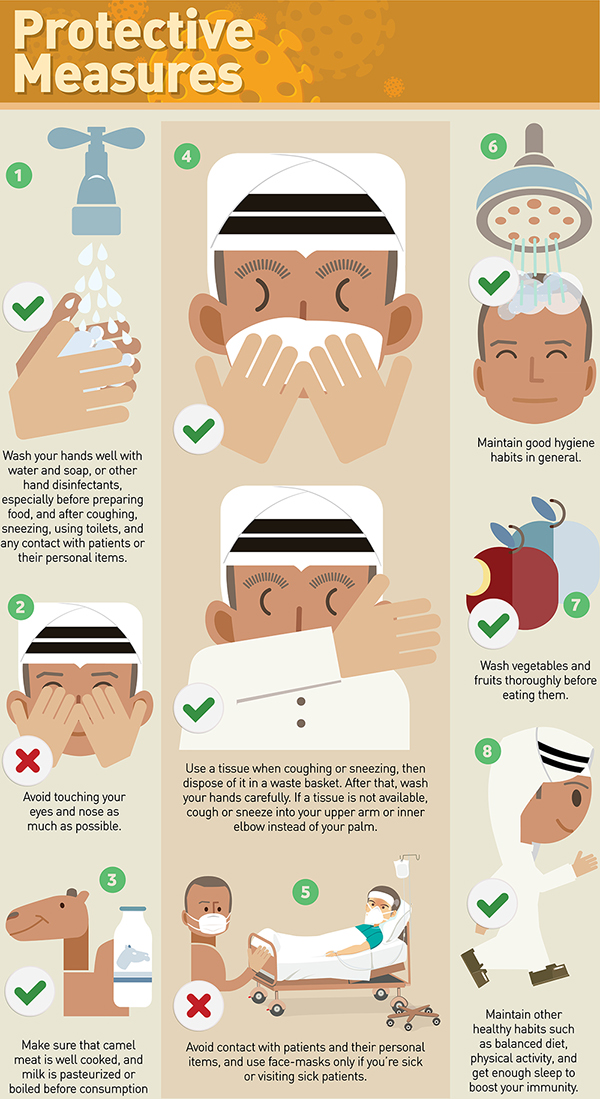 Protective
Measures
1
Wash your hands well with
water and soap, or other
hand disinfectants,
especially before preparing
food, and after coughing,
sneezing, using toilets, and
any contact with patients or
their personal items.
2
Avoid touching your
eyes and nose as
much as possible.
3
Make sure that camel
meat is well cooked, and
milk is pasteurized or
boiled before consumption
4
Use a tissue when coughing or sneezing, then
dispose of it in a waste basket. After that, wash
your hands carefully. If a tissue is not available,
cough or sneeze into your upper arm or inner
elbow instead of your palm.
5
Avoid contact with patients and their personal
items, and use face-masks only if you're sick
or visiting sick patients.
6
Maintain good hygiene
habits in general.
7
Wash vegetables and
fruits thoroughly before
eating them.
8
Maintain other
healthy habits such
as balanced diet,
physical activity, and
get enough sleep to
boost your immunity.